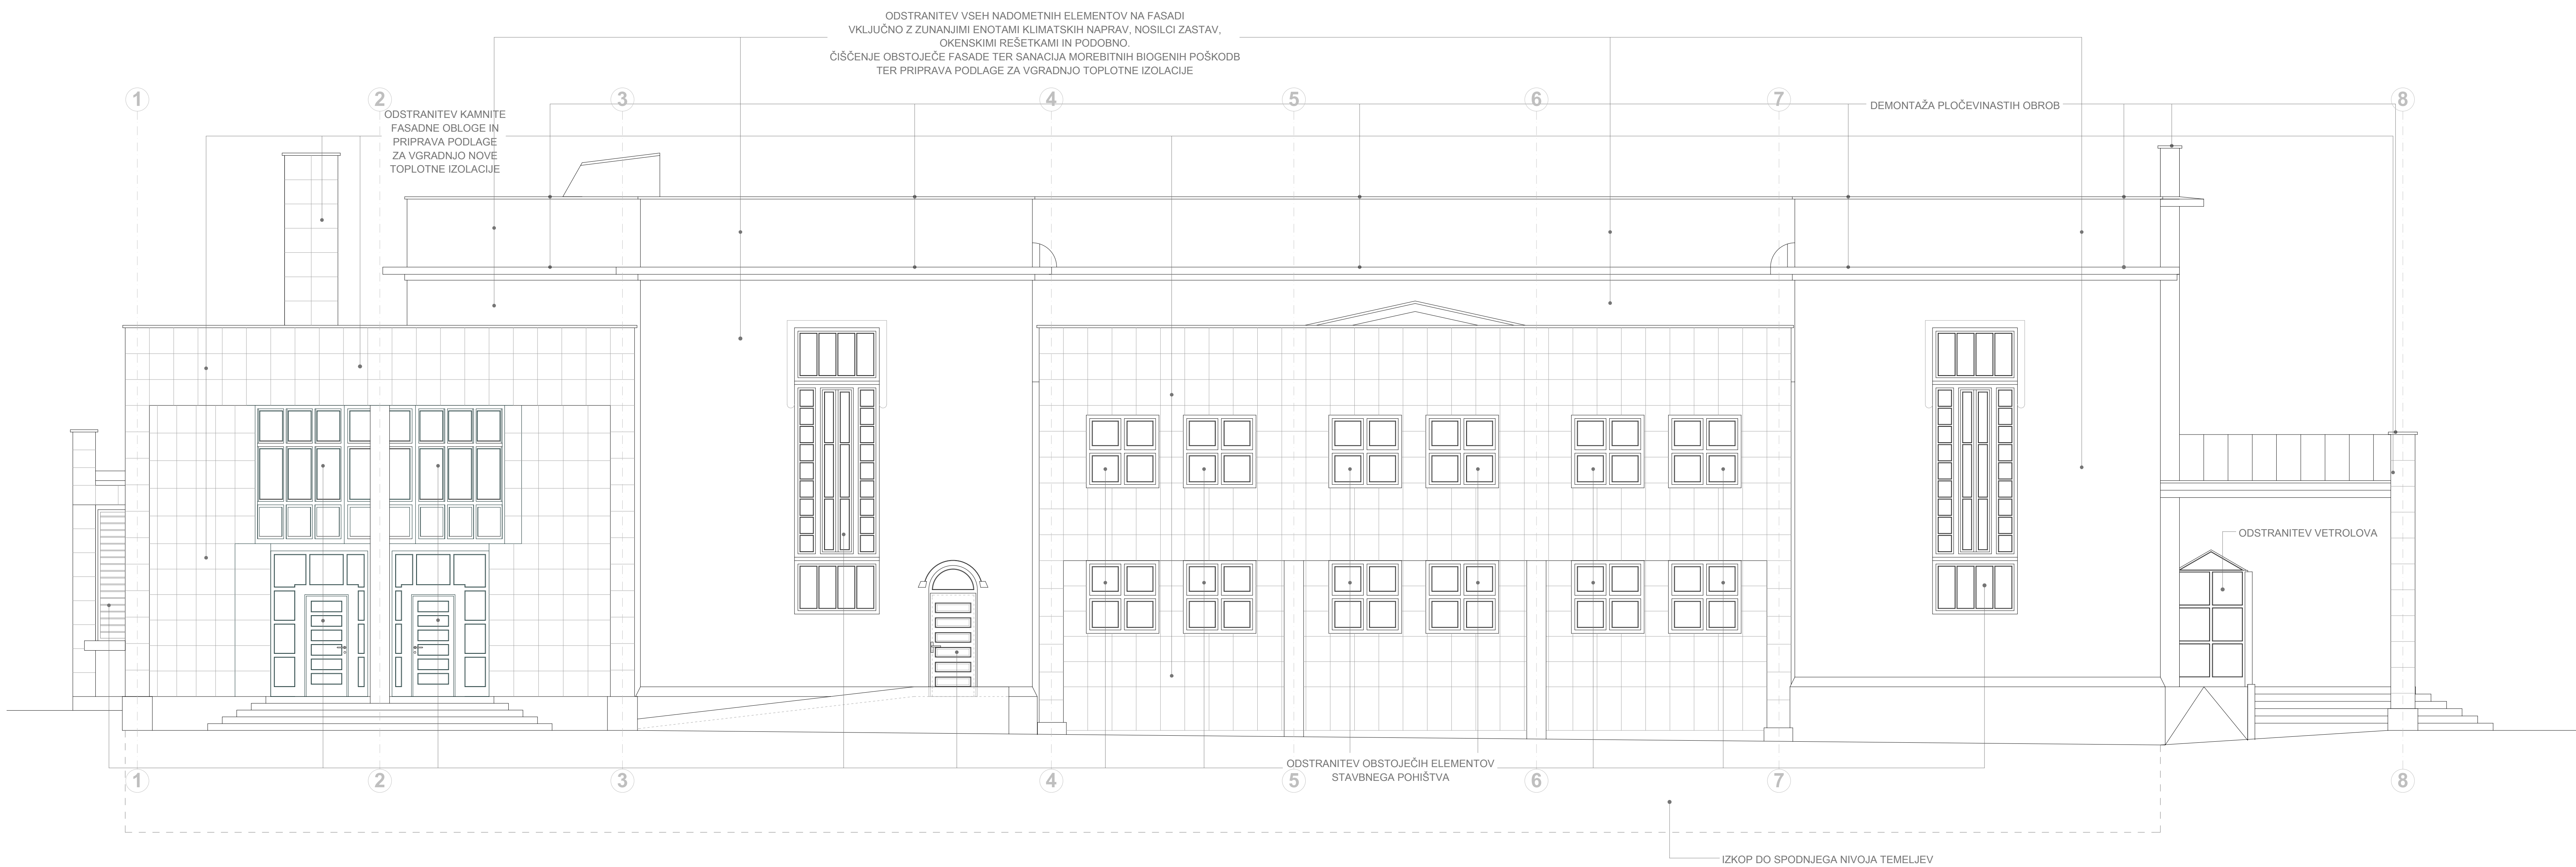 ODSTRANITEV VSEH NADOMETNIH ELEMENTOV NA FASADI
VKLJUČNO Z ZUNANJIMI ENOTAMI KLIMATSKIH NAPRAV, NOSILCI ZASTAV,
OKENSKIMI REŠETKAMI IN PODOBNO.
ČIŠČENJE OBSTOJEČE FASADE TER SANACIJA MOREBITNIH BIOGENIH POŠKODB
TER PRIPRAVA PODLAGE ZA VGRADNJO TOPLOTNE IZOLACIJE
1 2 3 4 5 6 7 8
DEMONTAŽA PLOČEVINASTIH OBROB
ODSTRANITEV KAMNITE
FASADNE OBLOGE IN
PRIPRAVA PODLAGE
ZA VGRADNJO NOVE
TOPLOTNE IZOLACIJE
ODSTRANITEV VETROLOVA
ODSTRANITEV OBSTOJEČIH ELEMENTOV
STAVBNEGA POHIŠTVA
1 2 3 4 5 6 7 8
IZKOP DO SPODNJEGA NIVOJA TEMELJEV